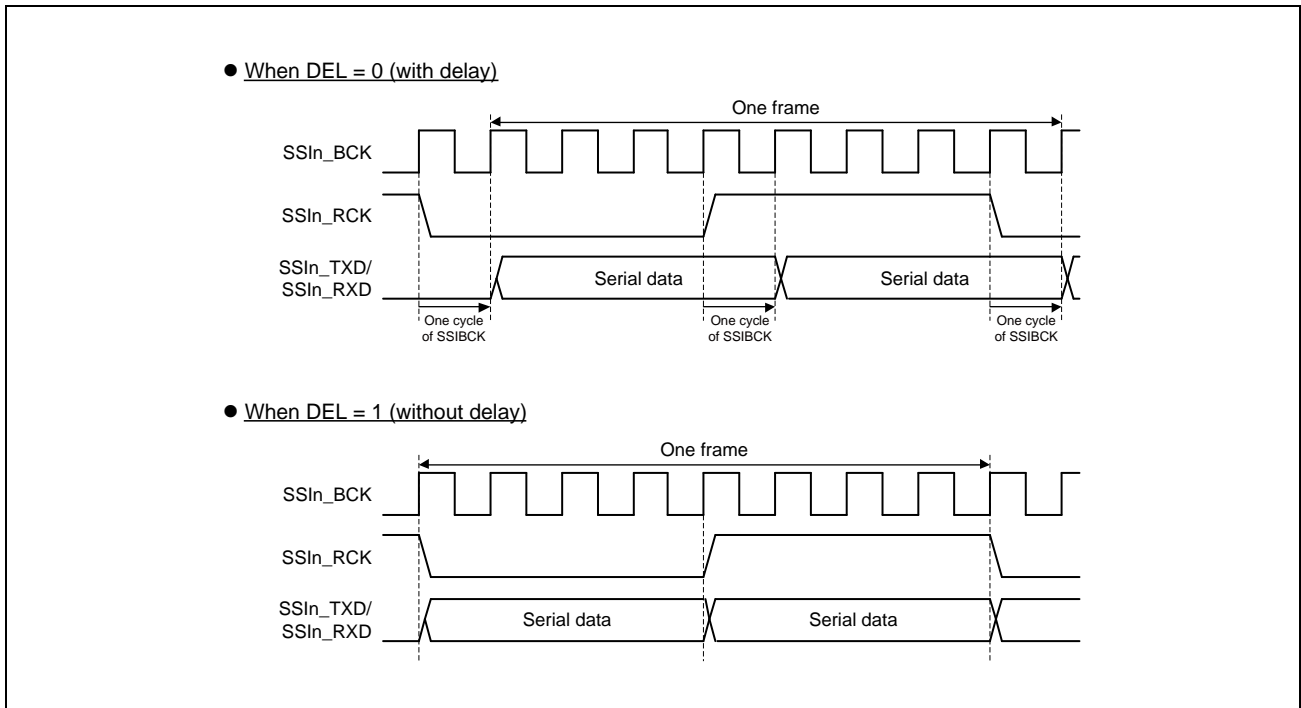 ● When DEL = 0 (with delay)
One frame
SSIn_BCK
SSIn_RCK
SSIn_TXD/
SSIn_RXD
Serial data
Serial data
One cycle
of SSIBCK
One cycle
of SSIBCK
One cycle
of SSIBCK
● When DEL = 1 (without delay)
One frame
SSIn_BCK
SSIn_RCK
SSIn_TXD/
SSIn_RXD
Serial data
Serial data